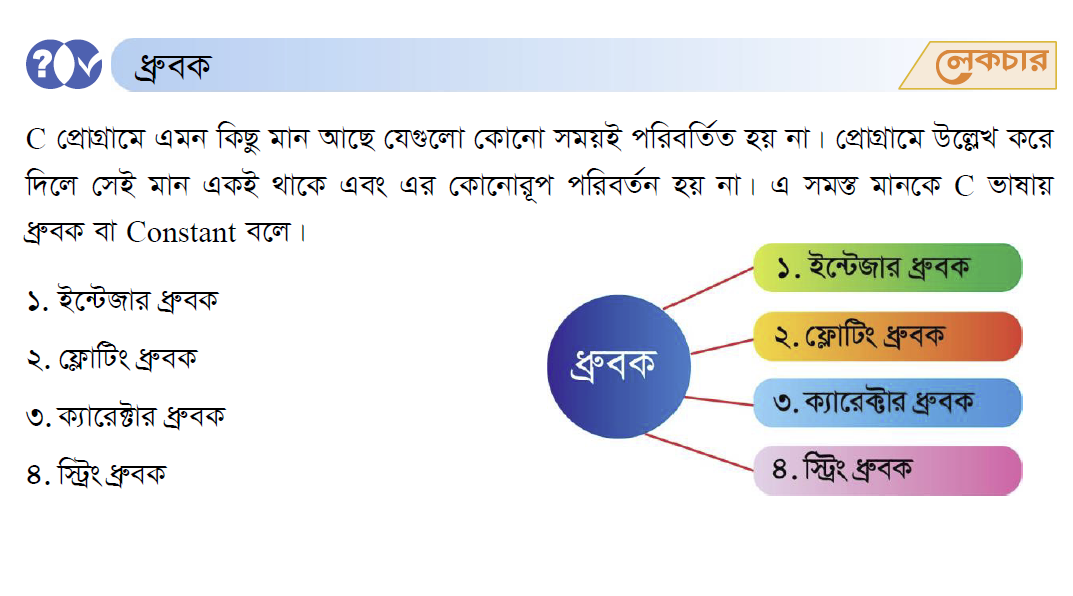 ধ্রুবক
লেকচার
C প্রোগ্রামে এমন কিছু মান আছে যেগুলো কোনো সময়ই পরিবর্তিত হয় না। প্রোগ্রামে উল্লেখ করে
দিলে সেই মান একই থাকে এবং এর কোনোরূপ পরিবর্তন হয় না। এ সমস্ত মানকে C ভাষায়
ধ্রুবক বা Constant বলে।
১. ইন্টেজার ধ্রুবক
২. ফ্লোটিং ধ্রুবক
৩. ক্যারেক্টার ধ্রুবক
৪. স্ট্রিং ধ্রুবক
ধ্রুবক
১. ইন্টেজার ধ্রুবক
২. ফ্লোটিং ধ্রুবক
৩. ক্যারেক্টার ধ্রুবক
৪. স্ট্রিং ধ্রুবক